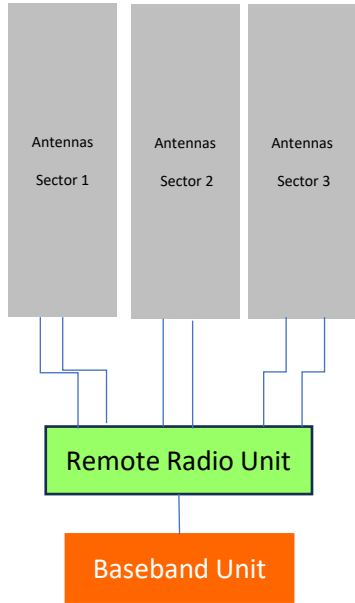 Antennas
Sector 1
Antennas
Sector 2
Antennas
Sector 3
Remote Radio Unit
Baseband Unit